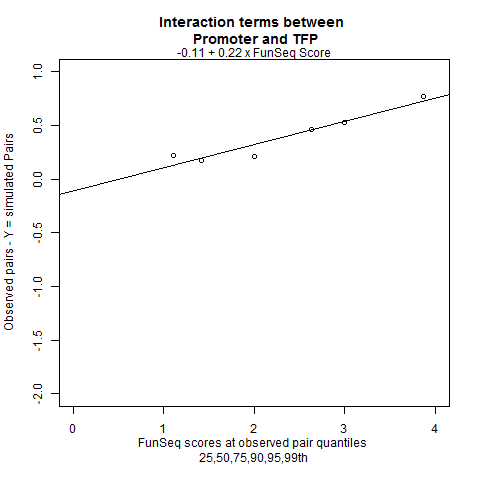 Interaction terms between
Promoter and TFP
-0.11 + 0.22 x FunSeq Score
Observed pairs - Y = simulated Pairs
1.0
0.5
0.0
-0.5
-1.0
-1.5
-2.0
0 1 2 3 4
FunSeq scores at observed pair quantiles
25,50,75,90,95,99th